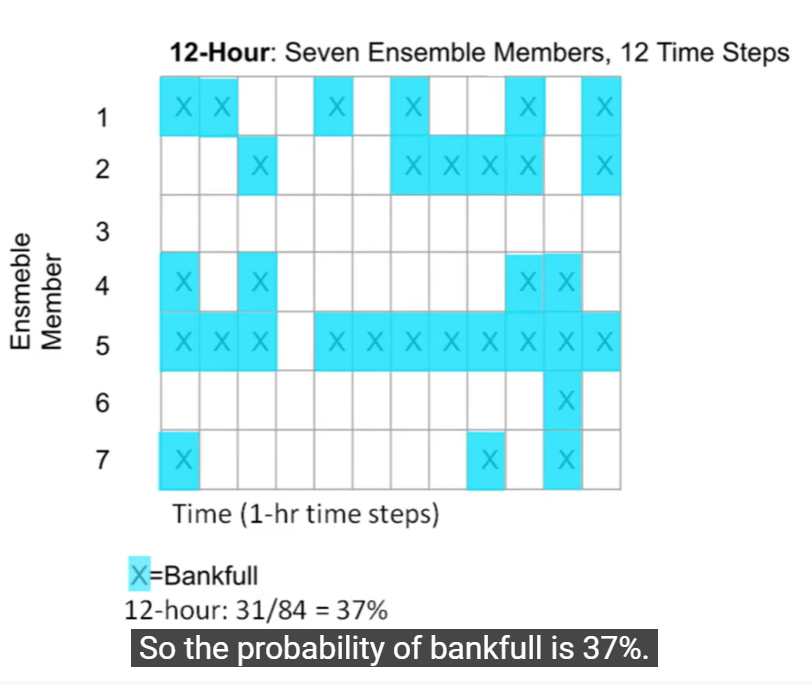 12-Hour: Seven Ensemble Members, 12 Time Steps
Ensmeble
Member
1 X X X X X X
2 X X X X X X
3
4 X X X X
5 X X X X X X X X X X X
6 X
7 X X X
Time (1-hr time steps)
X=Bankfull
12-hour: 31/84 = 37%
So the probability of bankfull is 37%.